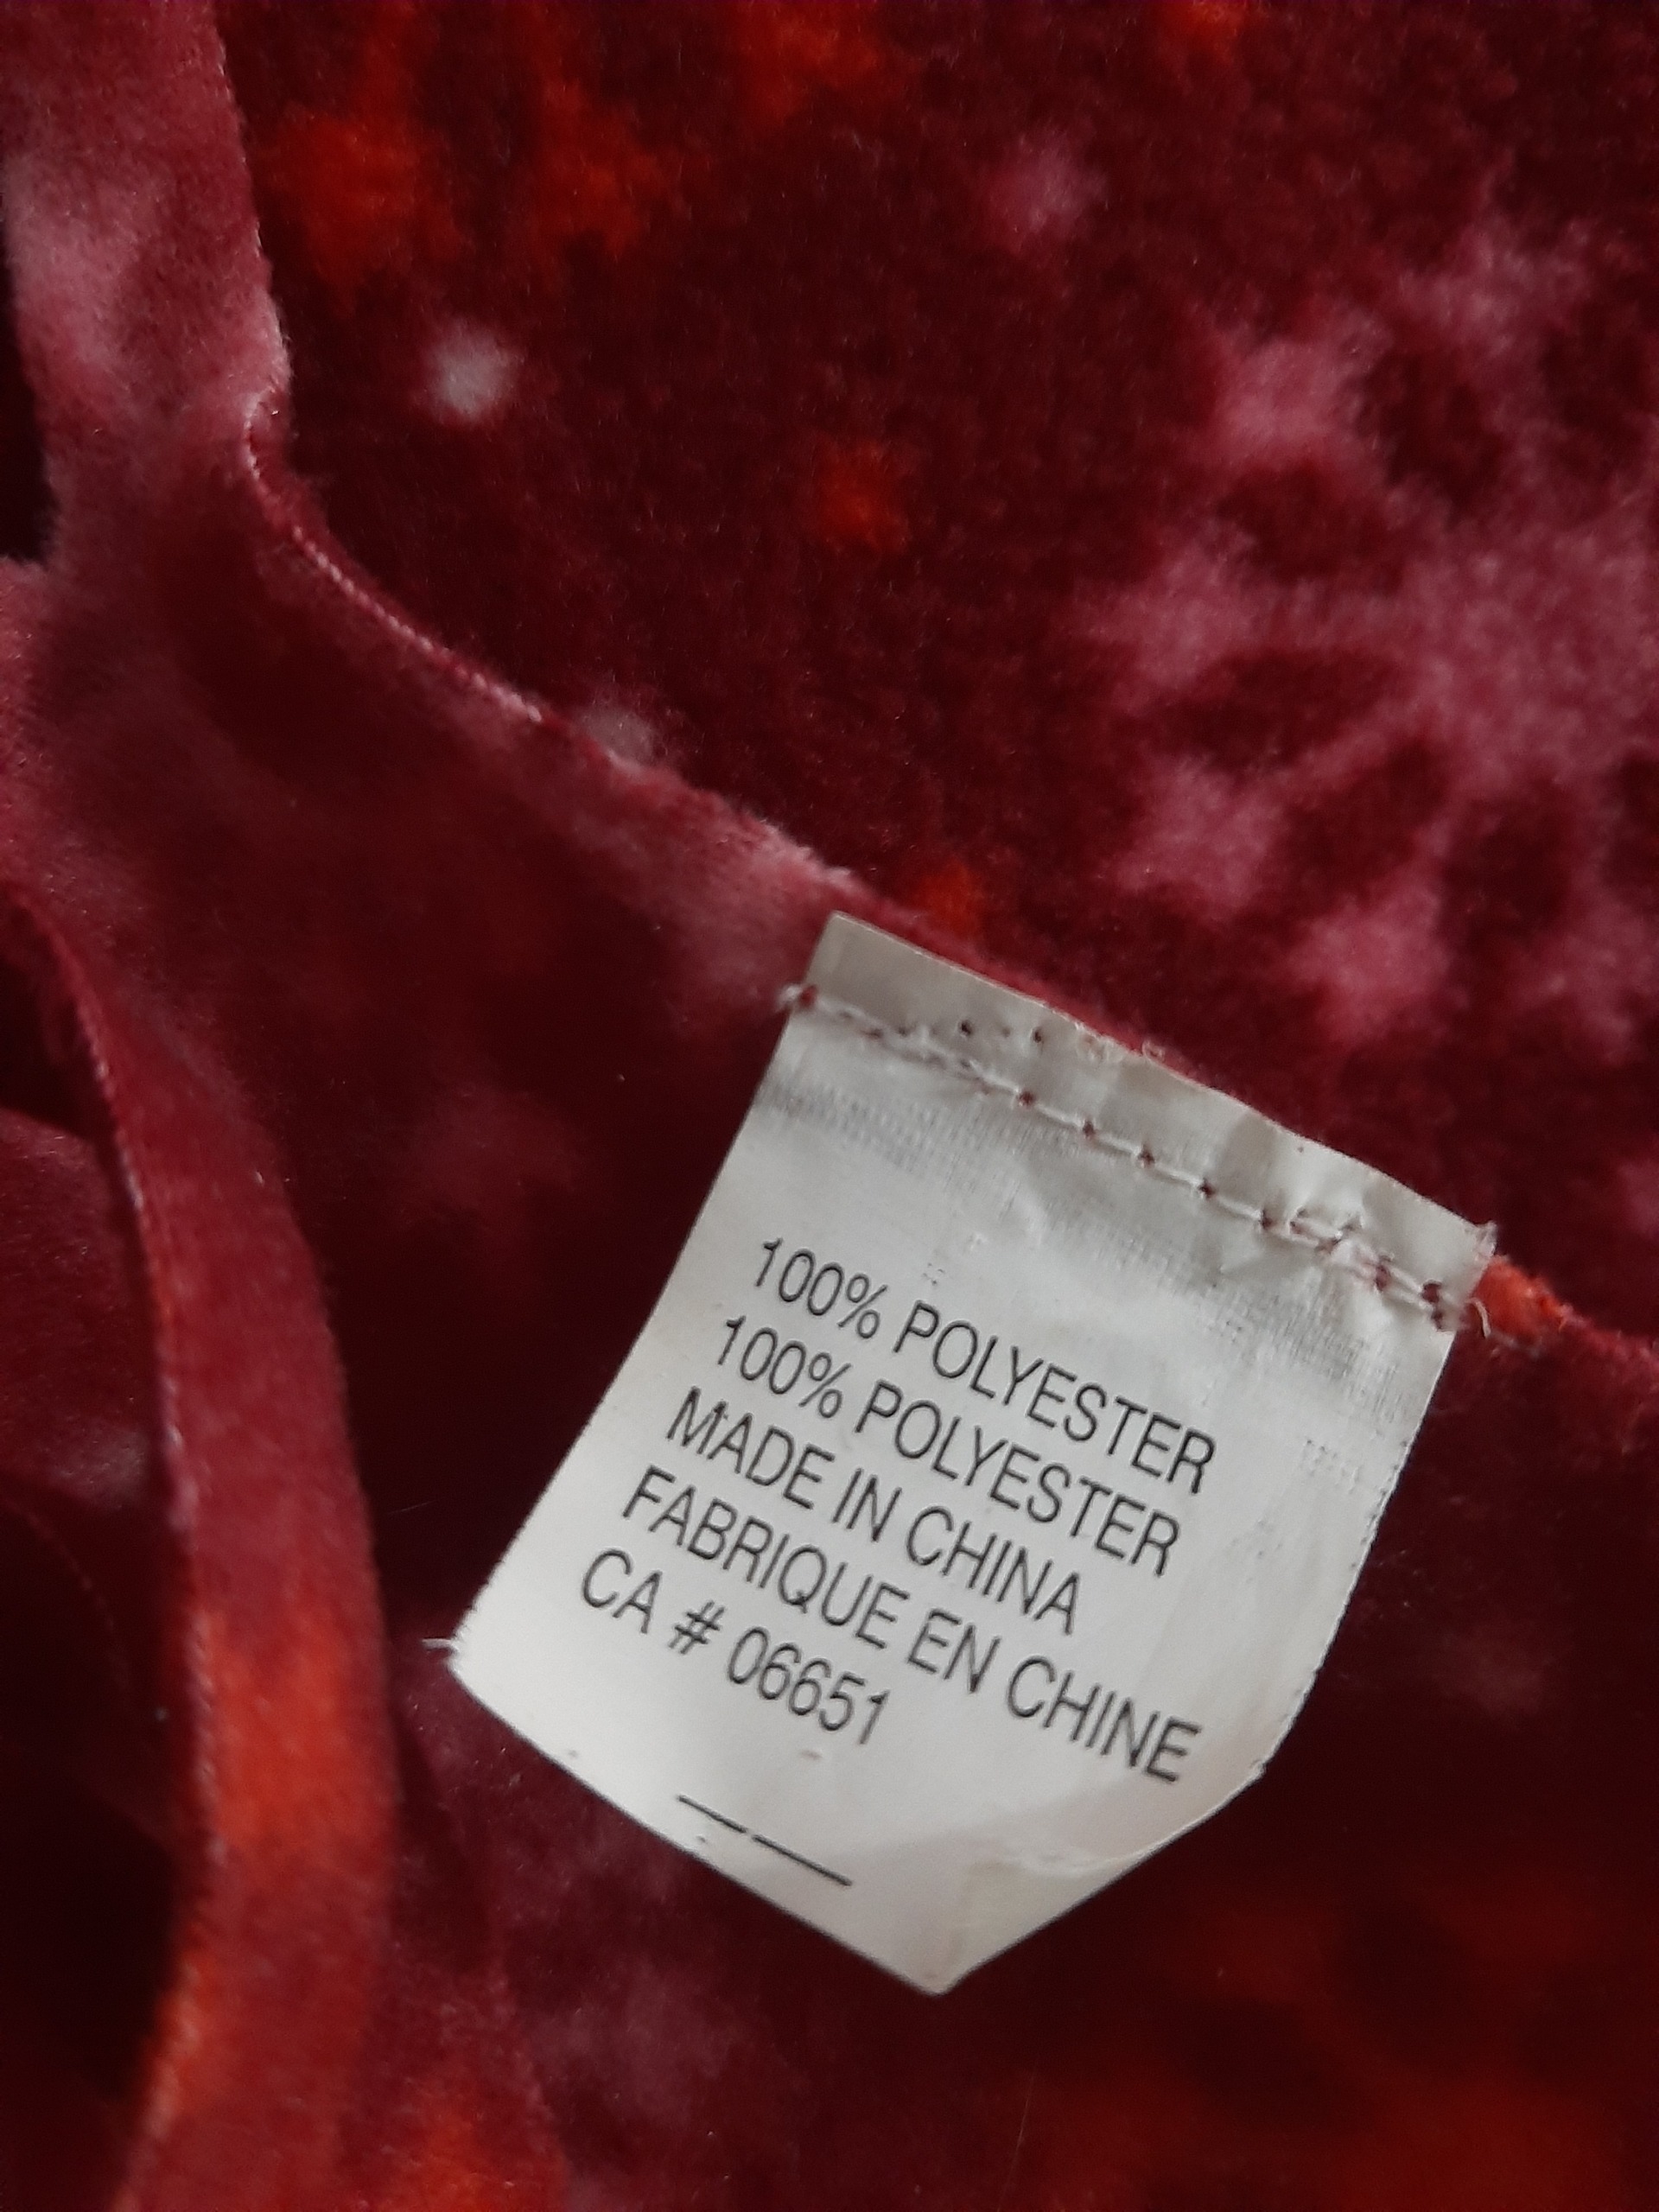 100% POLYESTER
100% POLYESTER
MADE IN CHINA
FABRIQUE EN CHINE
CA # 06651